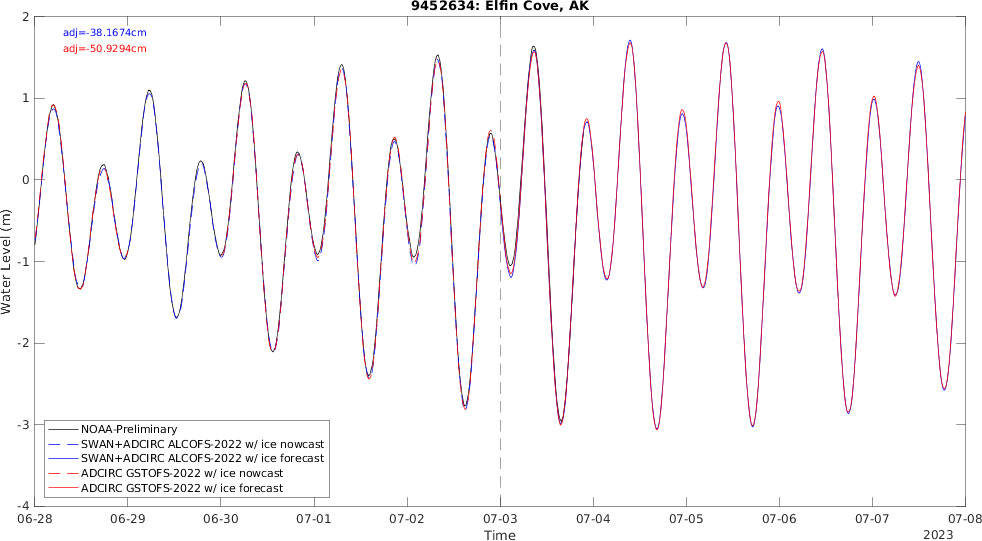 9452634: Elfin Cove, AK
adj=-38.1674cm
adj=-50.9294cm
2
1
0
-1
-2
-3
-4
Water Level (m)
NOAA-Preliminary
SWAN+ADCIRC ALCOFS-2022 w/ ice nowcast
SWAN+ADCIRC ALCOFS-2022 w/ ice forecast
ADCIRC GSTOFS-2022 w/ ice nowcast
ADCIRC GSTOFS-2022 w/ ice forecast
06-28 06-29 06-30 07-01 07-02 07-03 07-04 07-05 07-06 07-07 07-08
Time
2023